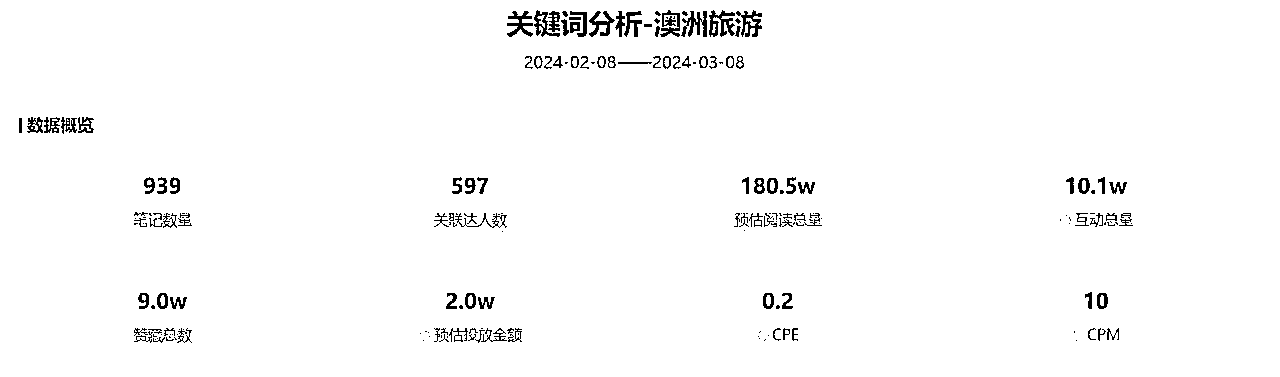 关键词分析-澳洲旅游
2024-02-08——2024-03-08
数据概览
939 597 180.5w 10.1w
笔记数量 关联达人数 预估阅读总量 互动总量
9.0w 2.0w 0.2 10
赞藏总数 预估投放金额 CPE CPM